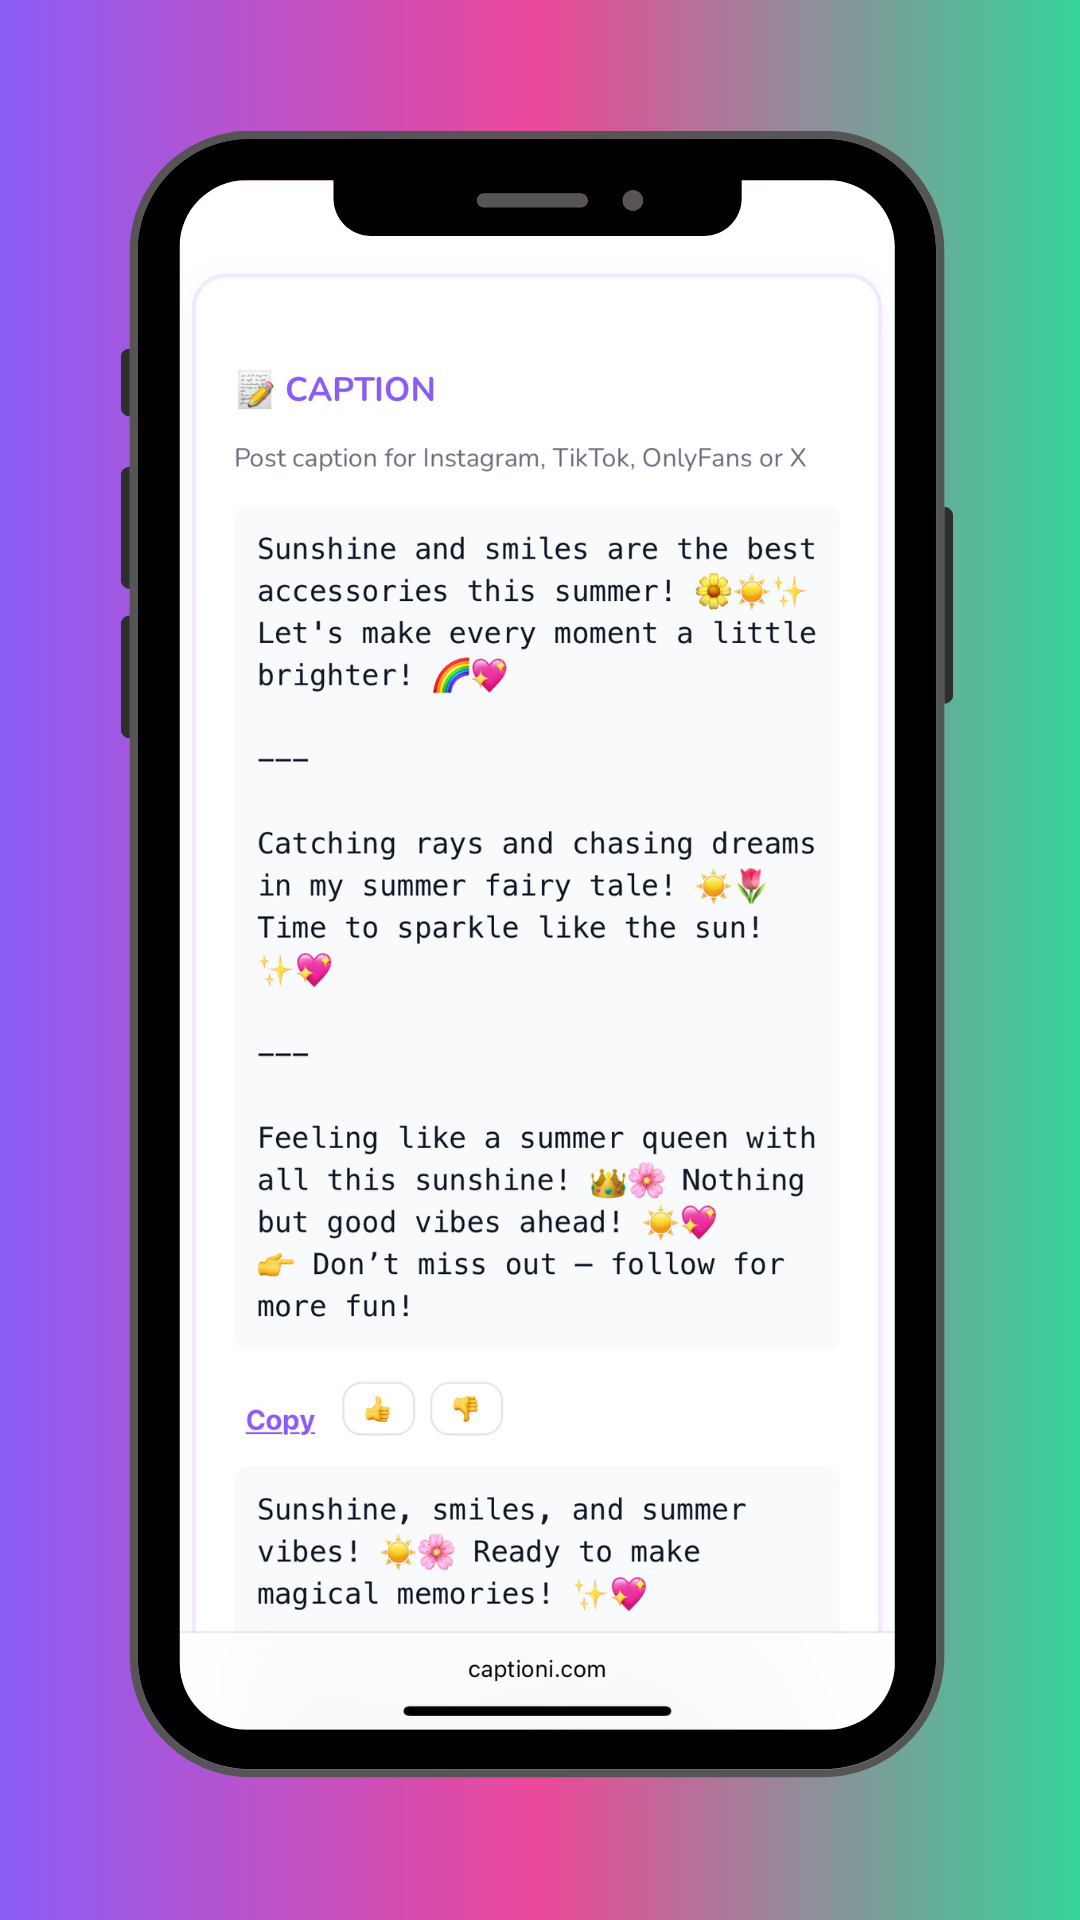 📝 CAPTION
Post caption for Instagram, TikTok, OnlyFans or X
Sunshine and smiles are the best
accessories this summer! 🌼☀️✨
Let's make every moment a little
brighter! 🌈💖
---
Catching rays and chasing dreams
in my summer fairy tale! ☀️🌷
Time to sparkle like the sun!
✨💖
---
Feeling like a summer queen with
all this sunshine! 👑🌸 Nothing
but good vibes ahead! ☀️💖
👉 Don’t miss out — follow for
more fun!
Copy 👍 👎
Sunshine, smiles, and summer
vibes! ☀️🌸 Ready to make
magical memories! ✨💖
captioni.com